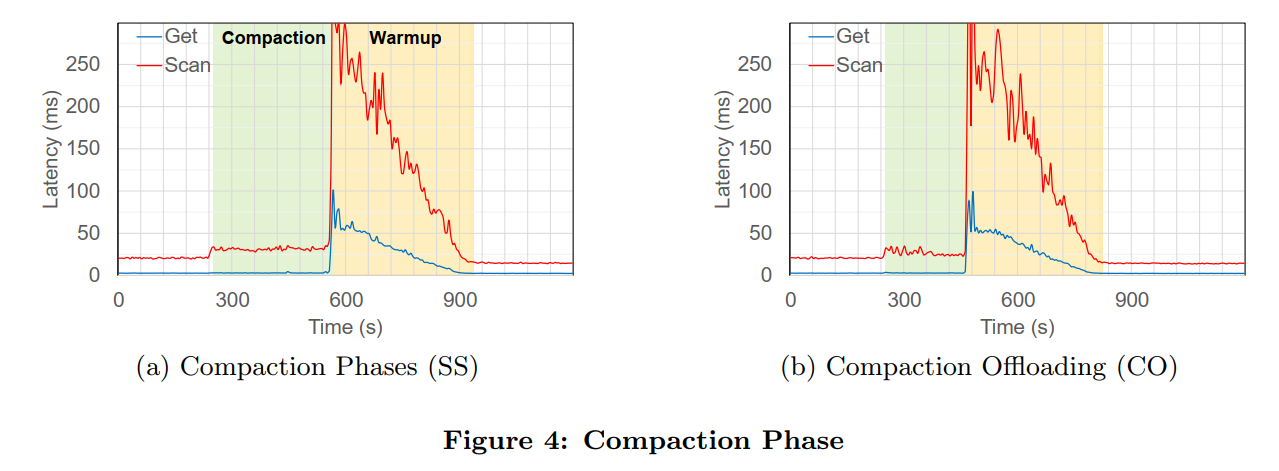 Get
Scan
Compaction
Warmup
250
200
150
100
50
0
Latency (ms)
0 300 600 900
Time (s)
(a) Compaction Phases (SS)
Get
Scan
250
200
150
100
50
0
Latency (ms)
0 300 600 900
Time (s)
(b) Compaction Offloading (CO)
Figure 4: Compaction Phase